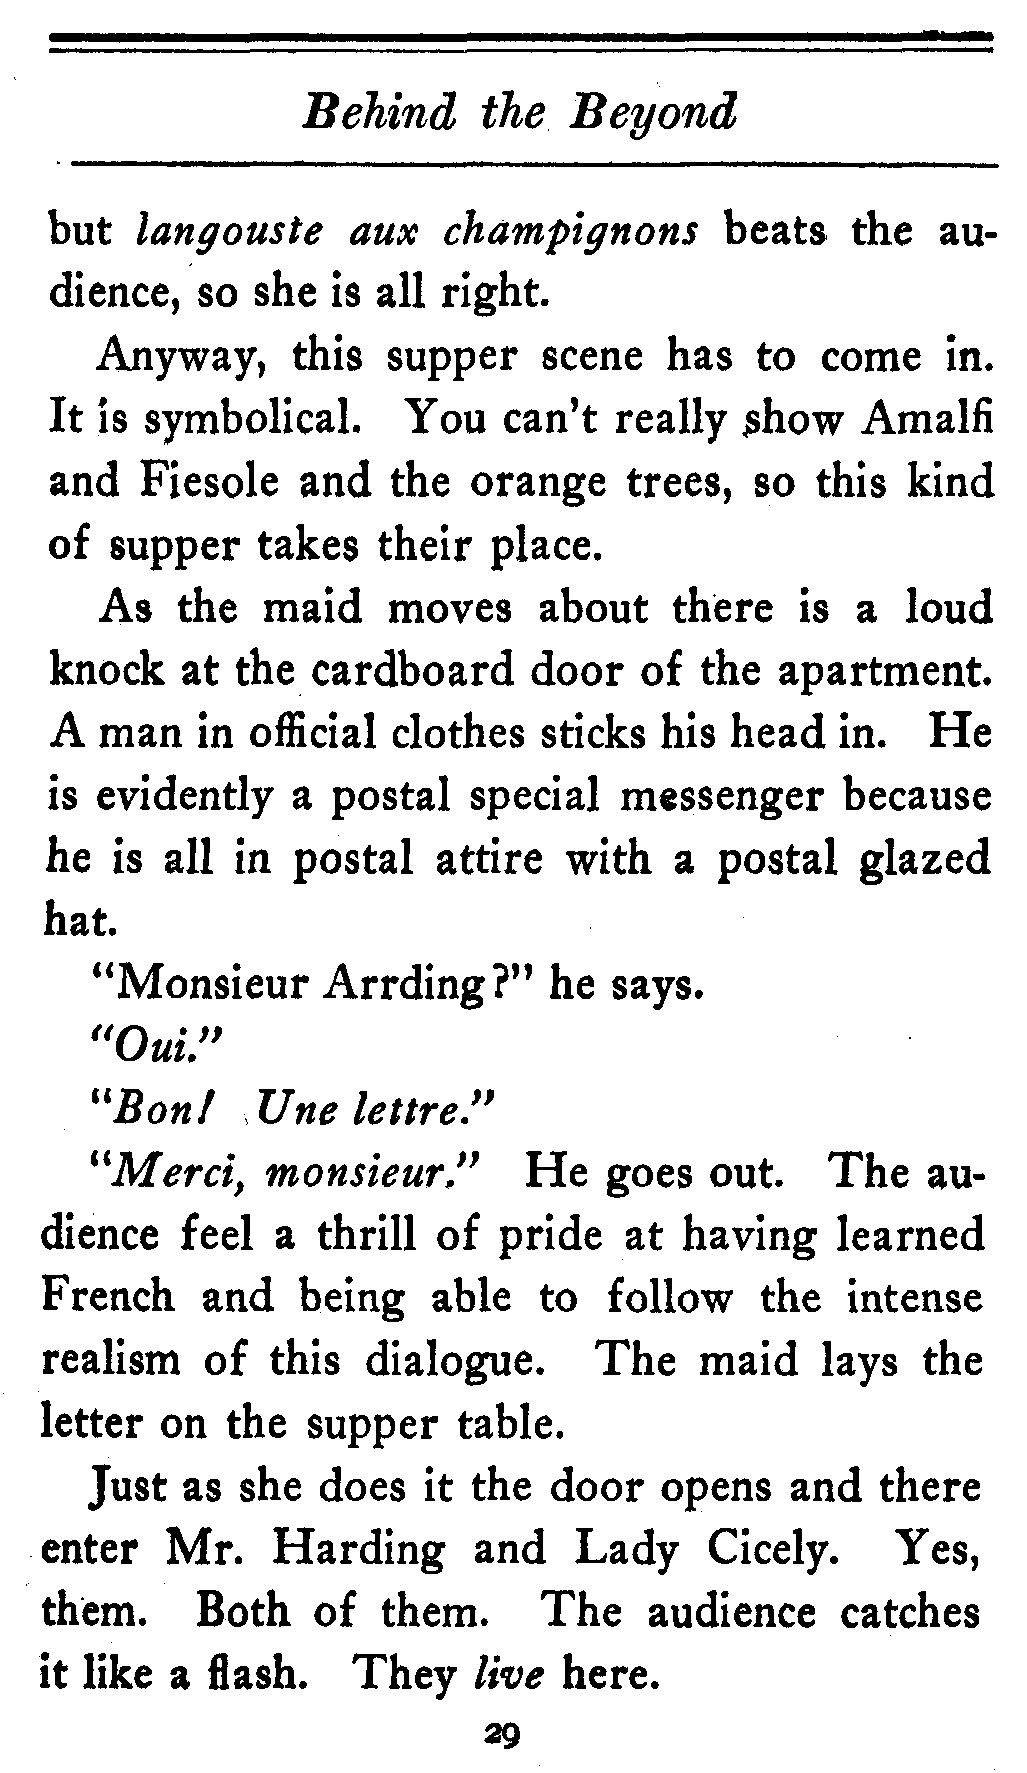 Behind the Beyond
but langouste aux champignons beats the au-
dience, so she is all right.
Anyway, this supper scene has to come in.
It is symbolical. You can't really show Amalfi
and Fiesole and the orange trees, so this kind
of supper takes their place.
As the maid moves about there is a loud
knock at the cardboard door of the apartment.
A man in official clothes sticks his head in. He
is evidently a postal special messenger because
he is all in postal attire with a postal glazed
hat.
"Monsieur Arrding?" he says.
"Oui."
"Bon! Une lettre."
"Merci, monsieur." He goes out. The au-
dience feel a thrill of pride at having learned
French and being able to follow the intense
realism of this dialogue. The maid lays the
letter on the supper table.
Just as she does it the door opens and there
enter Mr. Harding and Lady Cicely. Yes,
them. Both of them. The audience catches
it like a flash. They live here.
29